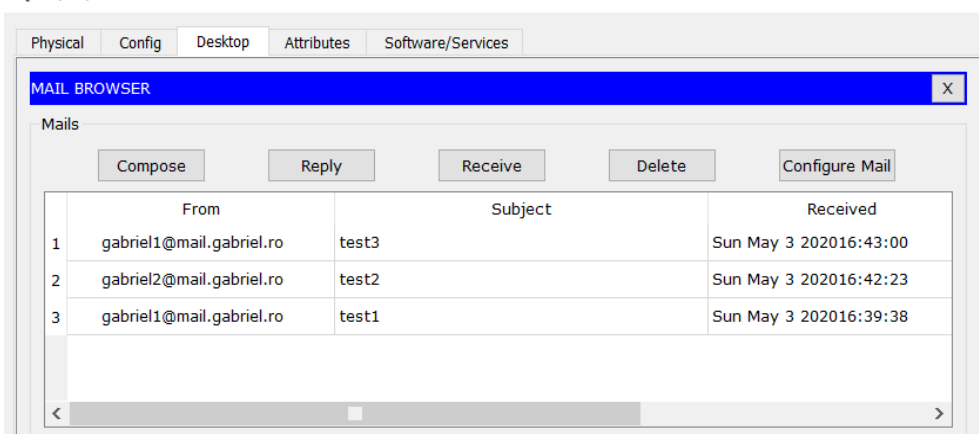 Physical Config Desktop Attributes Software/Services
MAIL BROWSER X
Mails
Compose Reply Receive Delete Configure Mail
From Subject Received
1 gabriel1@mail.gabriel.ro test3 Sun May 3 202016:43:00
2 gabriel2@mail.gabriel.ro test2 Sun May 3 202016:42:23
3 gabriel1@mail.gabriel.ro test1 Sun May 3 202016:39:38